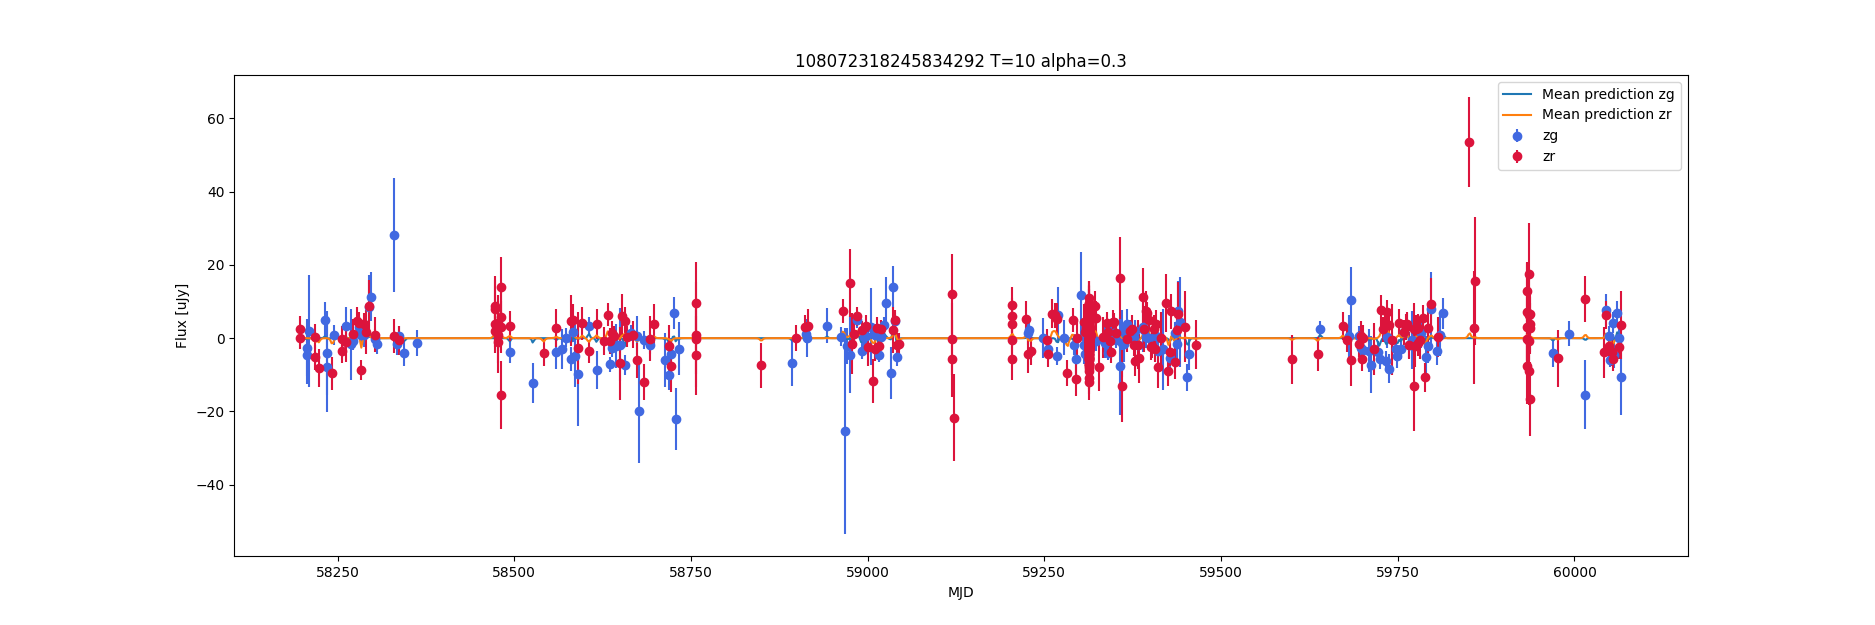 108072318245834292 T=10 alpha=0.3
Mean prediction zg
Mean prediction zr
zg
zr
60
40
20
0
−20
−40
Flux [uJy]
58250
58500
58750
59000
59250
59500
59750
60000
MJD